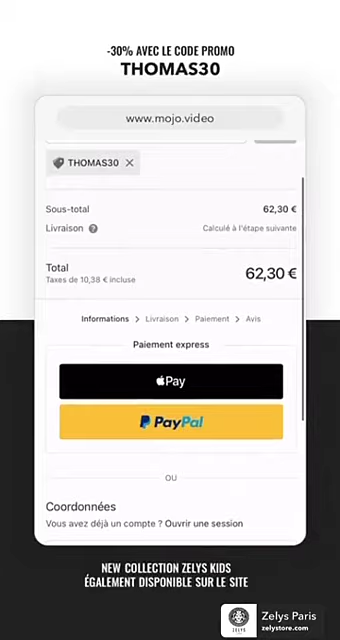 -30% AVEC LE CODE PROMO
THOMAS30
www.mojo.video
THOMAS30 ×
Sous-total 62,30 €
Livraison ? Calculé à l'étape suivante
Total 62,30 €
Taxes de 10,38 € incluse
Informations > Livraison > Paiement > Avis
Paiement express
Pay
PayPal
OU
Coordonnées
Vous avez déjà un compte ? Ouvrir une session
NEW COLLECTION ZELYS KIDS
ÉGALEMENT DISPONIBLE SUR LE SITE
ZELYS
Zelys Paris
zelystore.com